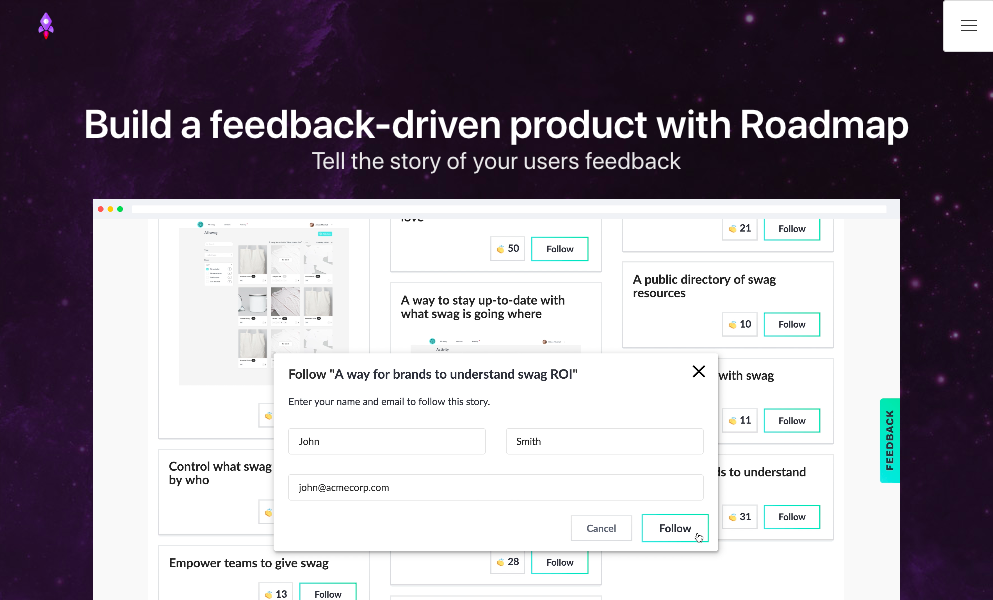 Build a feedback-driven product with Roadmap
Tell the story of your users feedback
love
50
Follow
21
Follow
A way to stay up-to-date with
what swag is going where
A public directory of swag
resources
10
Follow
Follow "A way for brands to understand swag ROI"
Enter your name and email to follow this story.
John
Smith
john@acmecorp.com
Cancel
Follow
with swag
11
Follow
to understand
31
Follow
FEEDBACK
Control what swag
by who
Empower teams to give swag
13
Follow
28
Follow